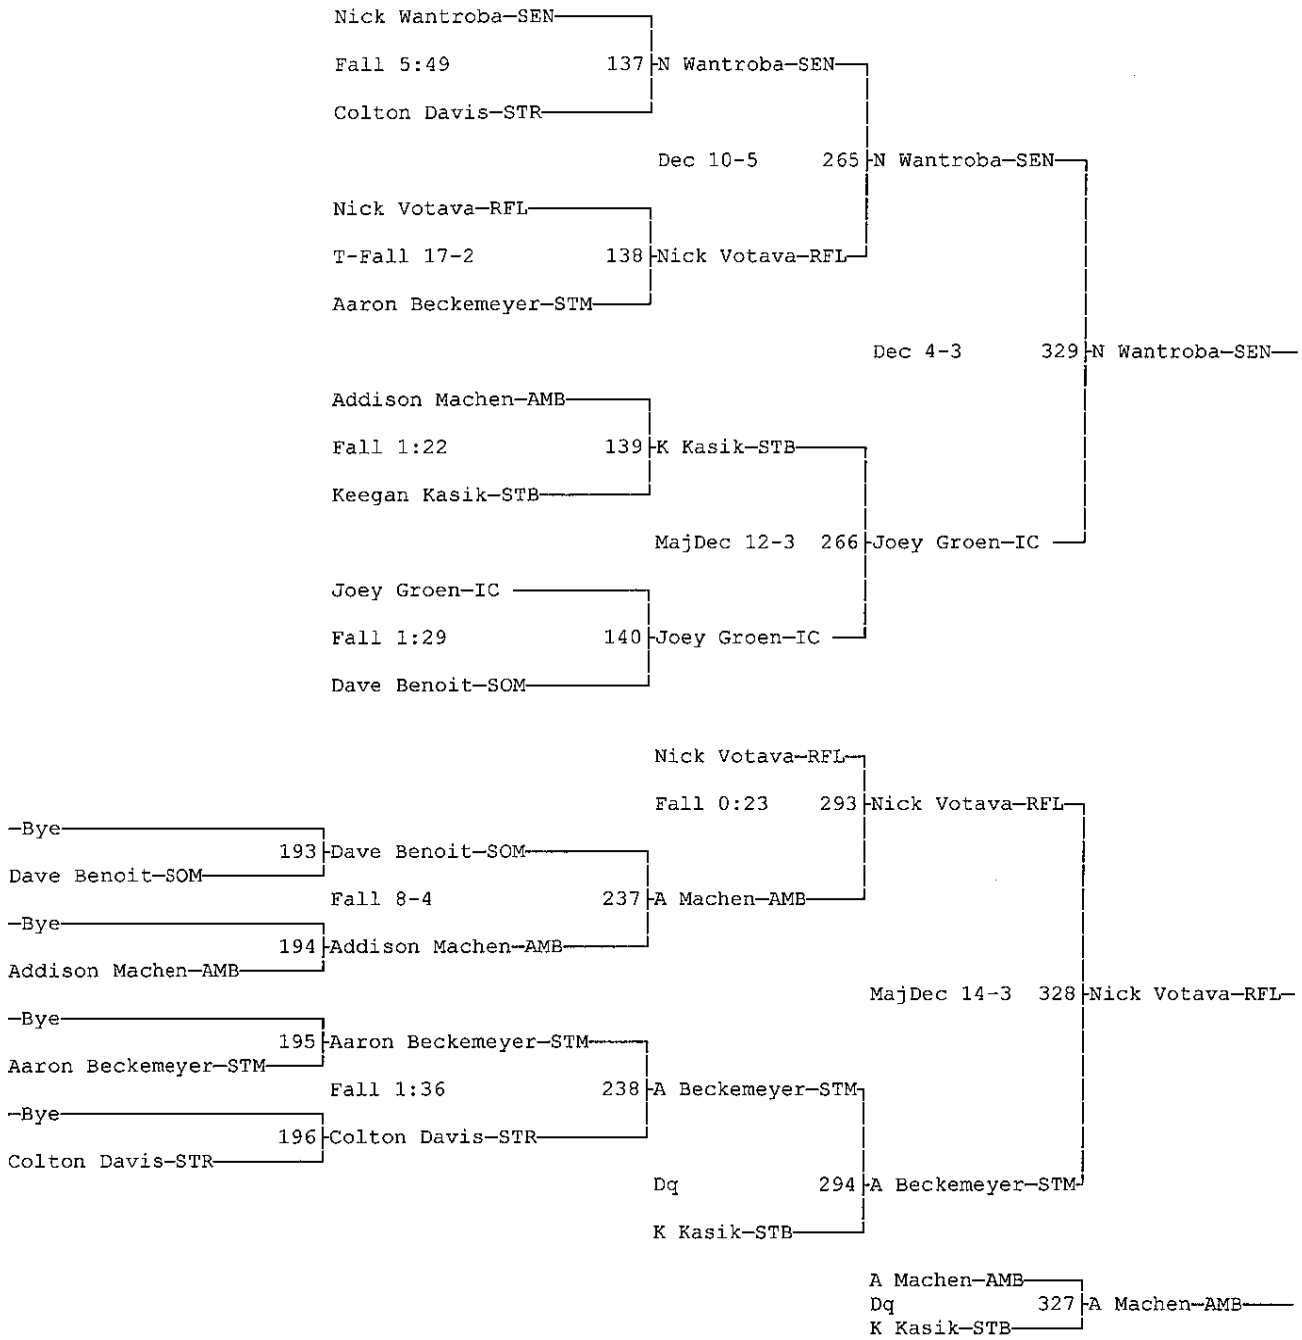 Nick Wantroba-SEN
Fall 5:49 137 N Wantroba-SEN
Colton Davis-STR
Dec 10-5 265 N Wantroba-SEN
Nick Votava-RFL
T-Fall 17-2 138 Nick Votava-RFL
Aaron Beckemeyer-STM
Dec 4-3 329 N Wantroba-SEN
Addison Machen-AMB
Fall 1:22 139 K Kasik-STB
Keegan Kasik-STB
MajDec 12-3 266 Joey Groen-IC
Joey Groen-IC
Fall 1:29 140 Joey Groen-IC
Dave Benoit-SOM
Nick Votava-RFL
Fall 0:23 293 Nick Votava-RFL
-Bye
193 Dave Benoit-SOM
Dave Benoit-SOM
Fall 8-4 237 A Machen-AMB
-Bye
194 Addison Machen-AMB
Addison Machen-AMB
MajDec 14-3 328 Nick Votava-RFL
-Bye
195 Aaron Beckemeyer-STM
Aaron Beckemeyer-STM
Fall 1:36 238 A Beckemeyer-STM
-Bye
196 Colton Davis-STR
Colton Davis-STR
Dq 294 A Beckemeyer-STM
K Kasik-STB
A Machen-AMB
Dq 327 A Machen-AMB
K Kasik-STB